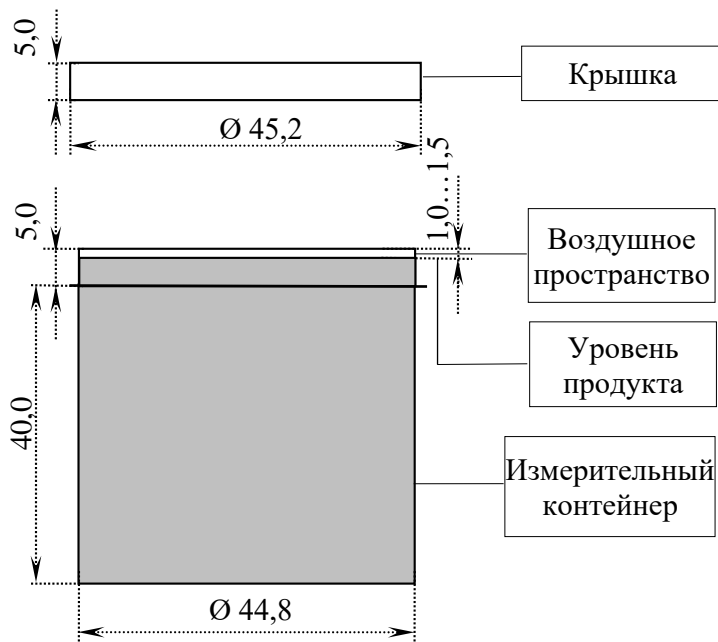 5,0
Крышка
Ø 45,2
5,0
1,0…1,5
Воздушное
пространство
Уровень
продукта
40,0
Измерительный
контейнер
Ø 44,8